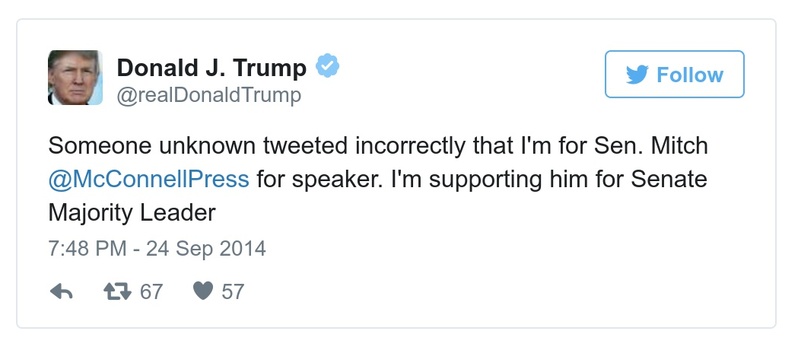 Donald J. Trump
@realDonaldTrump
Follow
Someone unknown tweeted incorrectly that I'm for Sen. Mitch
@McConnellPress for speaker. I'm supporting him for Senate
Majority Leader
7:48 PM - 24 Sep 2014
67 57